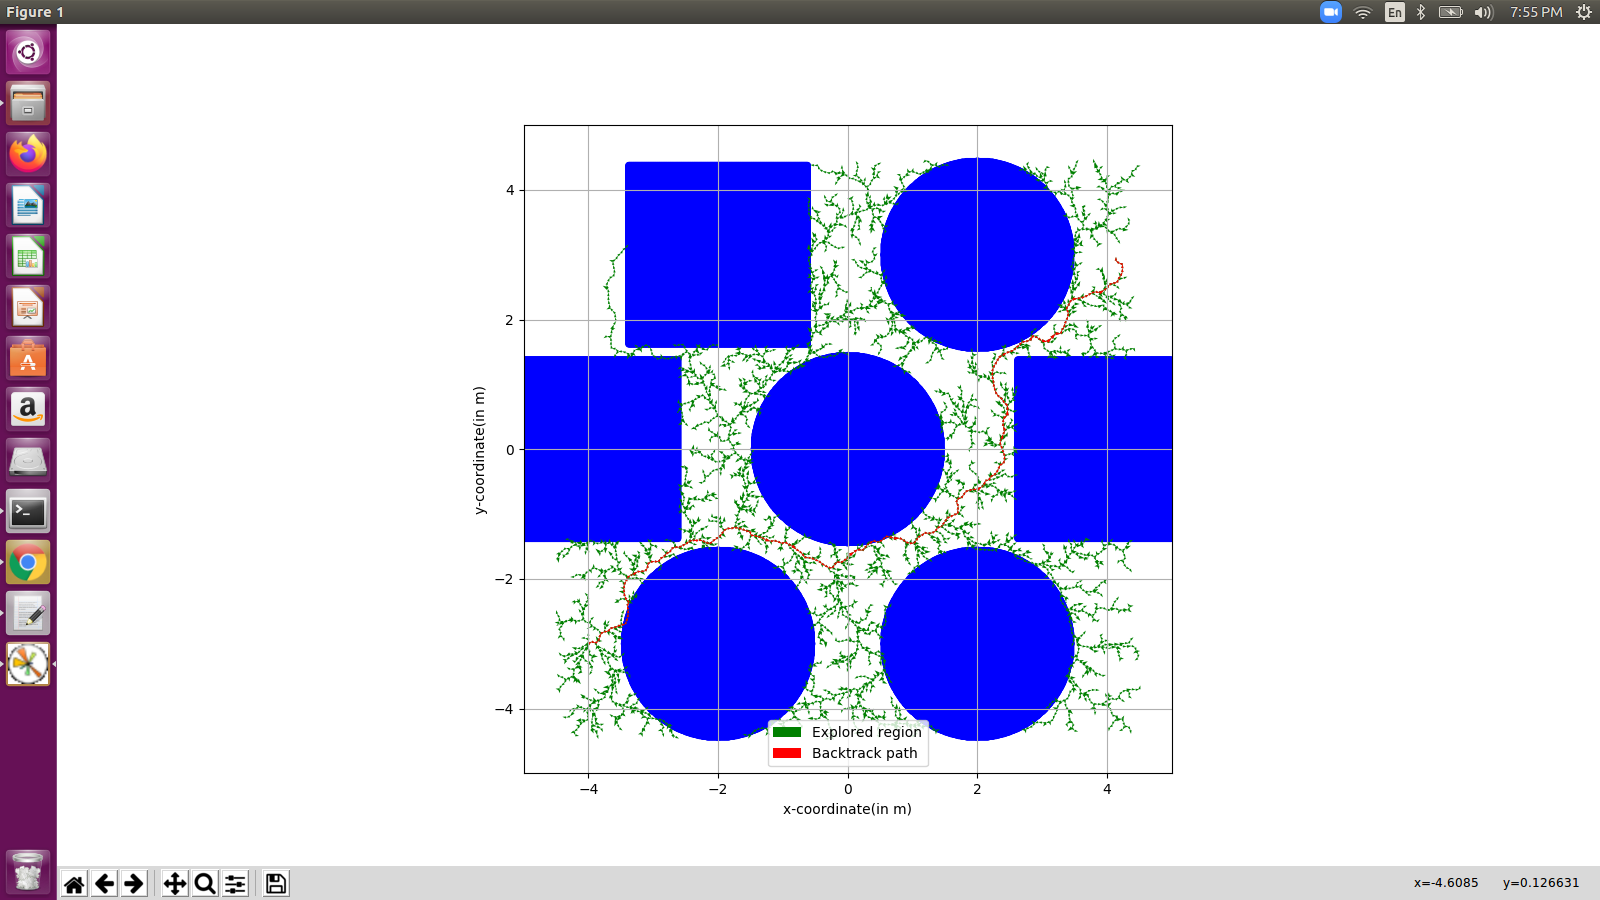 Figure 1
En
7:55 PM
4
2
0
−2
−4
y-coordinate(in m)
Explored region
Backtrack path
−4
−2
0
2
4
x-coordinate(in m)
x=-4.6085 y=0.126631